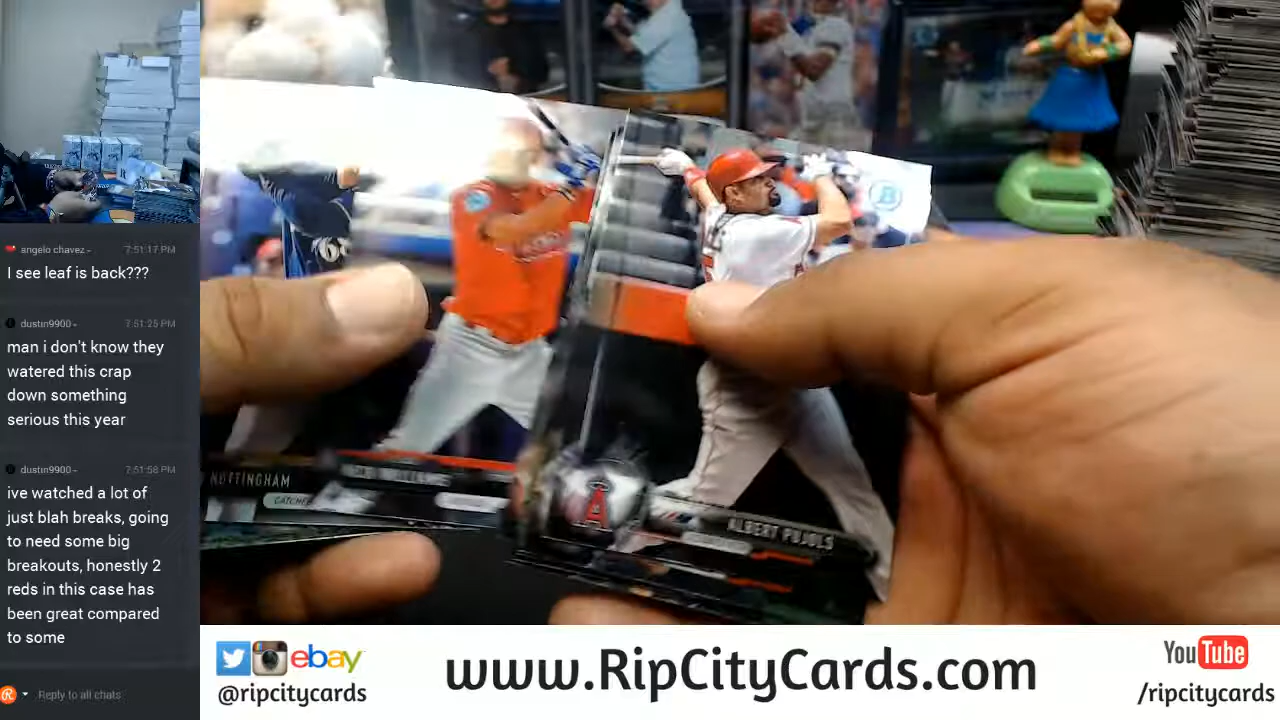 angelo chavez
7:51:17 PM
I see leaf is back???
dustin9900
7:51:25 PM
man i don't know they
watered this crap
down something
serious this year
dustin9900
7:51:58 PM
ive watched a lot of
just blah breaks, going
to need some big
breakouts, honestly 2
reds in this case has
been great compared
to some
Reply to all chats
NOTTINGHAM
CATCHER
A
ALBERT PUJOLS
B
ebay
@ripcitycards
www.RipCityCards.com
YouTube
/ripcitycards